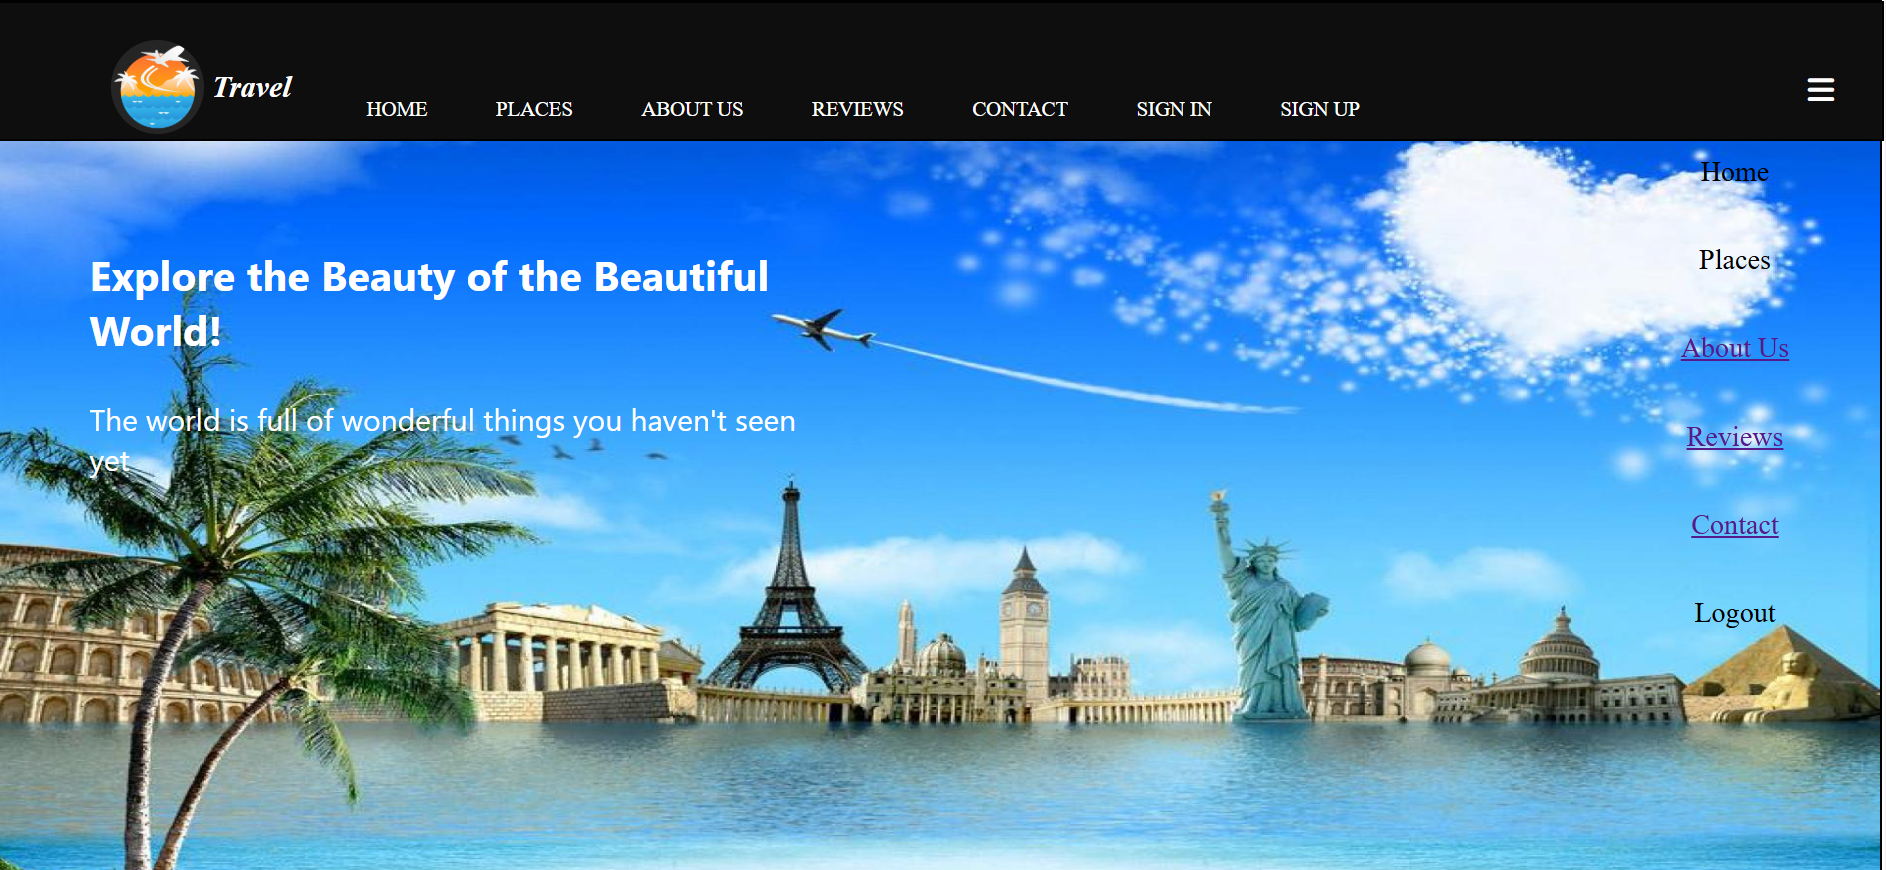 Travel
HOME PLACES ABOUT US REVIEWS CONTACT SIGN IN SIGN UP
Explore the Beauty of the Beautiful
World!
The world is full of wonderful things you haven't seen
yet
Home
Places
About Us
Reviews
Contact
Logout